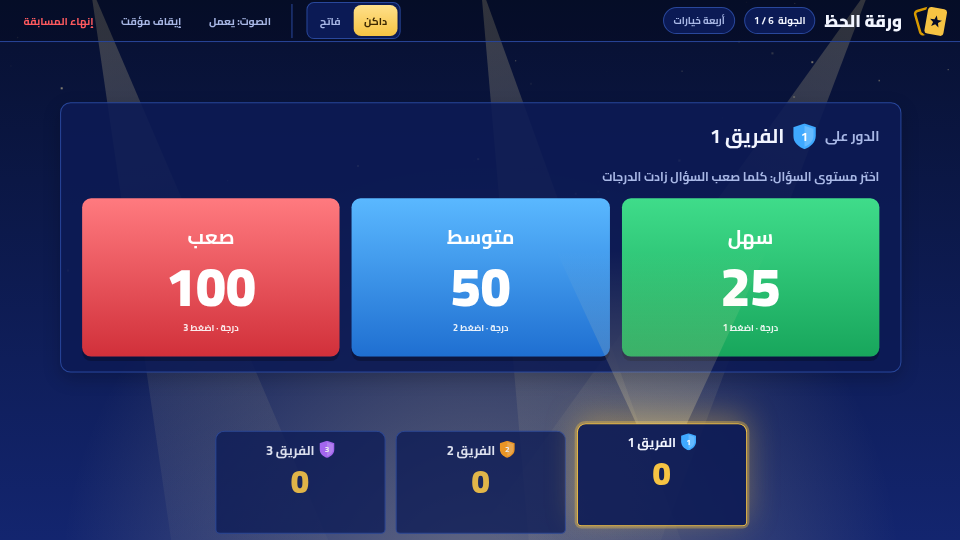 ورقة الحظ
الجولة 6 / 1
أربعة خيارات
داكن
فاتح
الصوت: يعمل
إيقاف مؤقت
إنهاء المسابقة
الدور على
1
الفريق 1
اختر مستوى السؤال: كلما صعب السؤال زادت الدرجات
سهل
25
درجة · اضغط 1
متوسط
50
درجة · اضغط 2
صعب
100
درجة · اضغط 3
1
الفريق 1
0
2
الفريق 2
0
3
الفريق 3
0